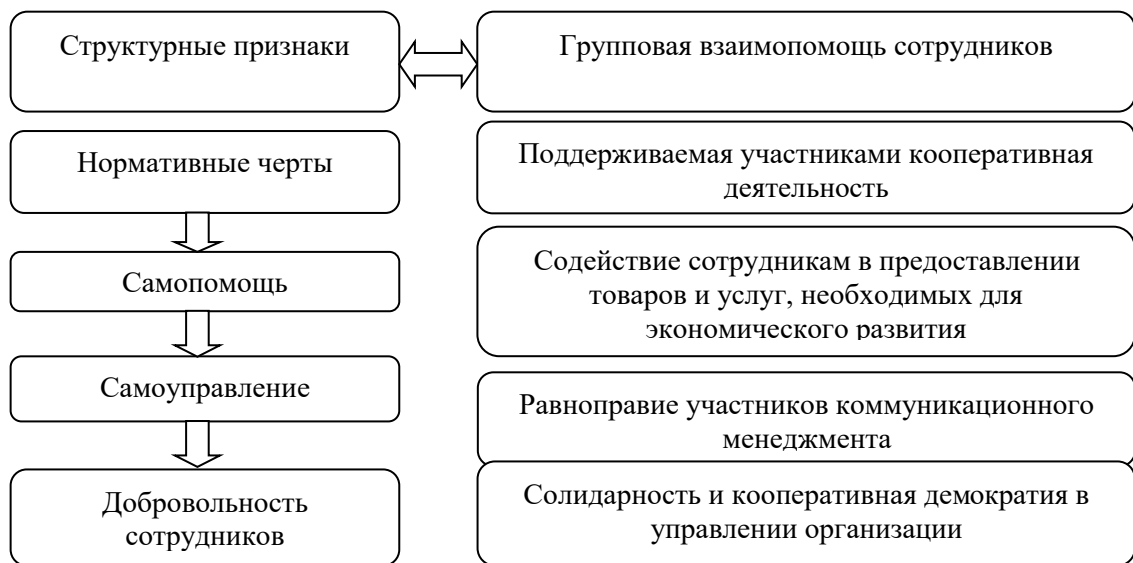 Структурные признаки
Групповая взаимопомощь сотрудников
Нормативные черты
Поддерживаемая участниками кооперативная
деятельность
Самопомощь
Содействие сотрудникам в предоставлении
товаров и услуг, необходимых для
экономического развития
Самоуправление
Равноправие участников коммуникационного
менеджмента
Добровольность
сотрудников
Солидарность и кооперативная демократия в
управлении организации